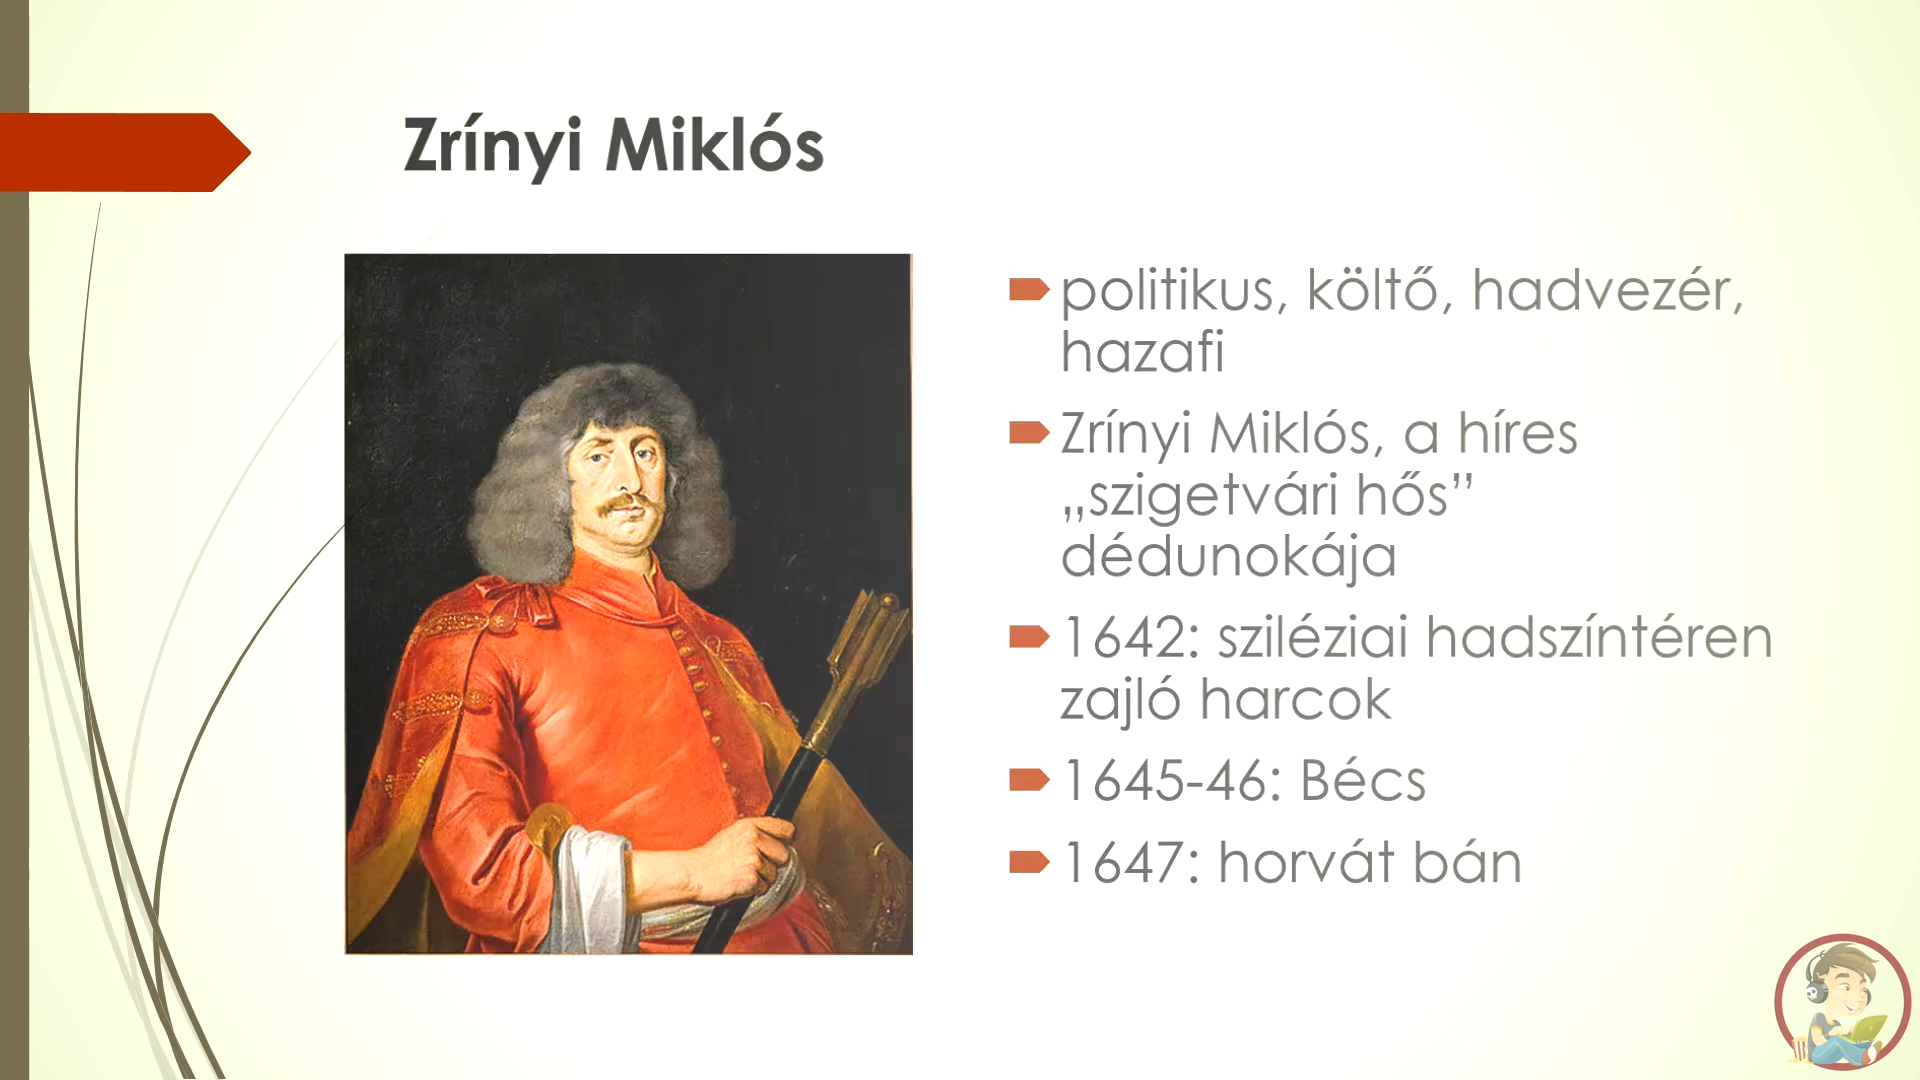 Zrínyi Miklós
politikus, költő, hadvezér,
hazafi
Zrínyi Miklós, a híres
„szigetvári hős”
dédunokája
1642: sziléziai hadszíntéren
zajló harcok
1645-46: Bécs
1647: horvát bán